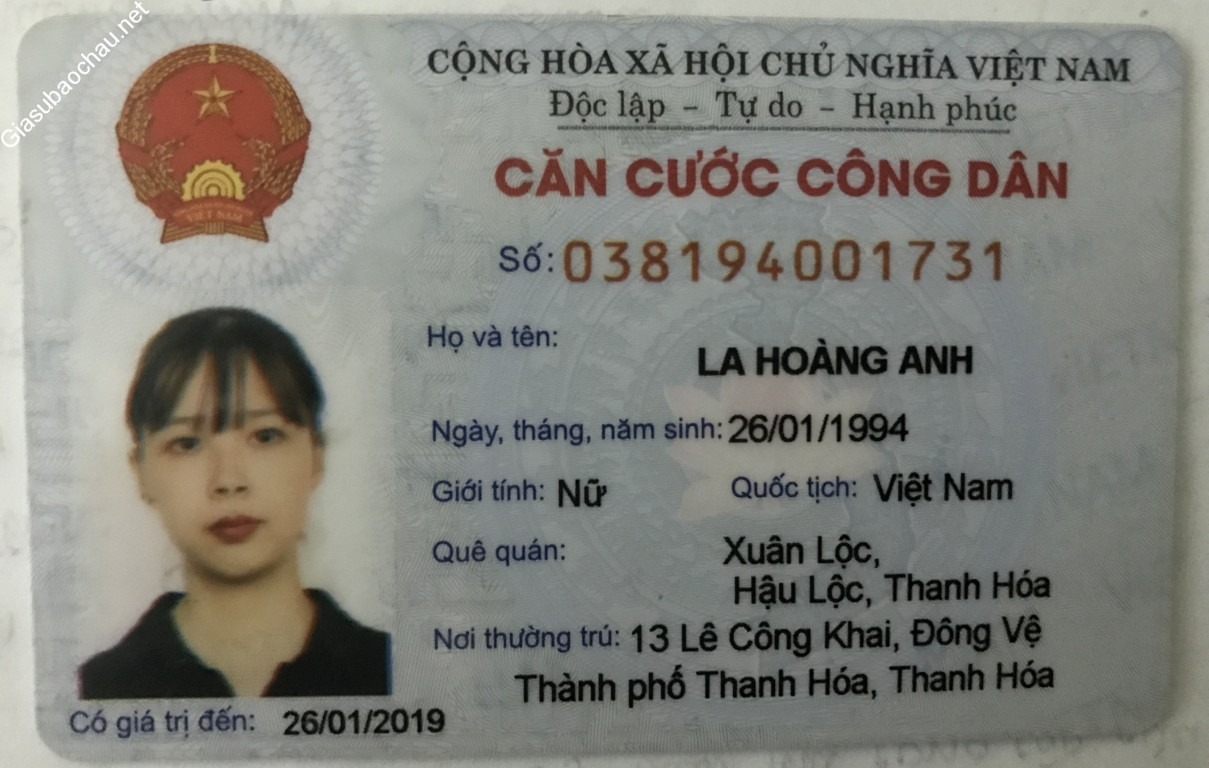 Giasubaochau.net
CỘNG HÒA XÃ HỘI CHỦ NGHĨA VIỆT NAM
Độc lập - Tự do - Hạnh phúc
CĂN CƯỚC CÔNG DÂN
Số: 038194001731
Họ và tên:
LA HOÀNG ANH
Ngày, tháng, năm sinh: 26/01/1994
Giới tính: Nữ Quốc tịch: Việt Nam
Quê quán: Xuân Lộc,
Hậu Lộc, Thanh Hóa
Nơi thường trú: 13 Lê Công Khai, Đông Vệ
Thành phố Thanh Hóa, Thanh Hóa
Có giá trị đến: 26/01/2019
VIỆT NAM